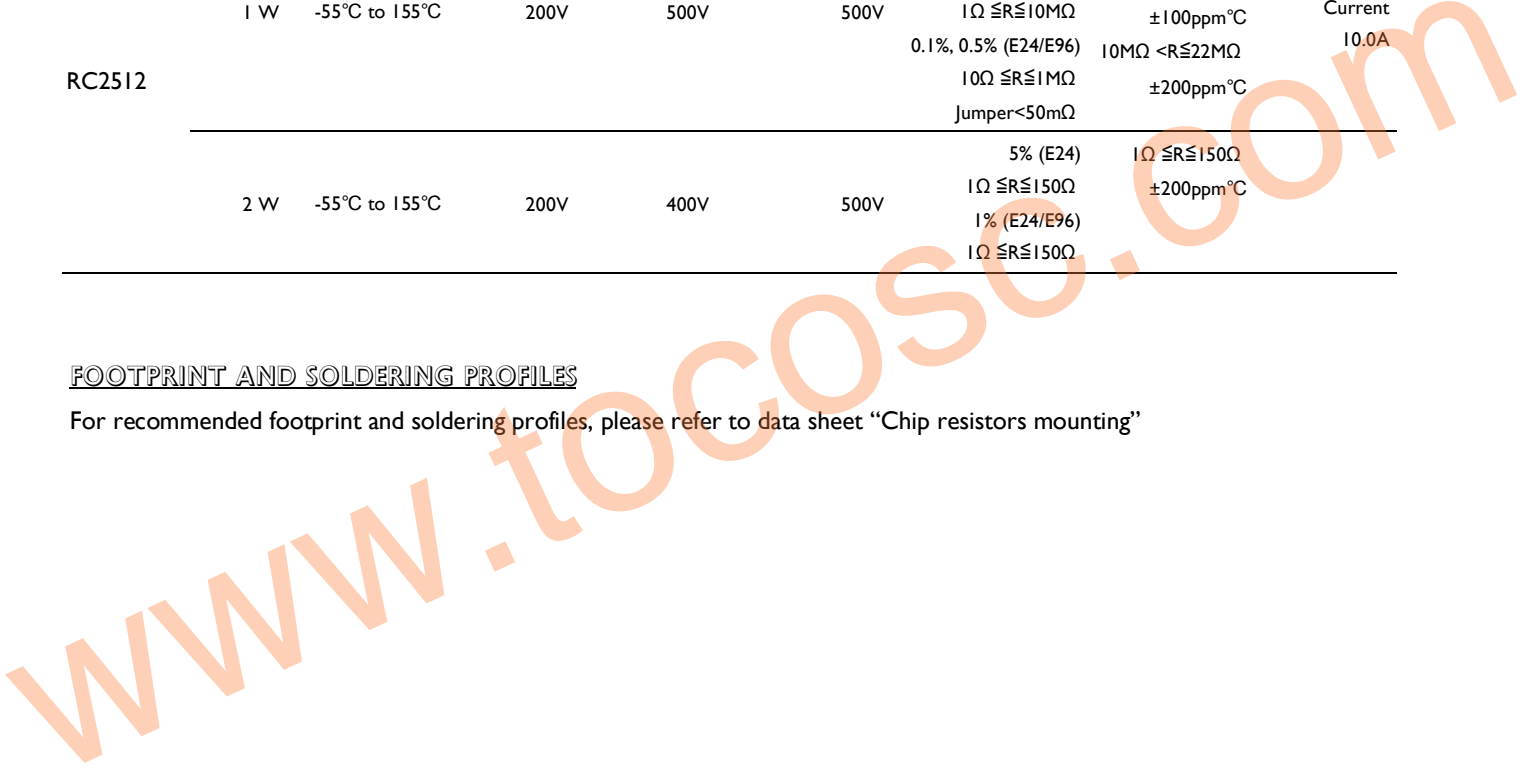 1 W -55°C to 155°C 200V 500V 500V 1Ω ≦R≦10MΩ ±100ppm°C Current
0.1%, 0.5% (E24/E96) 10MΩ <R≦22MΩ 10.0A
RC2512 10Ω ≦R≦1MΩ ±200ppm°C
Jumper<50mΩ
5% (E24) 1Ω ≦R≦150Ω
1Ω ≦R≦150Ω ±200ppm°C
2 W -55°C to 155°C 200V 400V 500V
1% (E24/E96)
1Ω ≦R≦150Ω
FOOTPRINT AND SOLDERING PROFILES
For recommended footprint and soldering profiles, please refer to data sheet “Chip resistors mounting”
www.tocosc.com